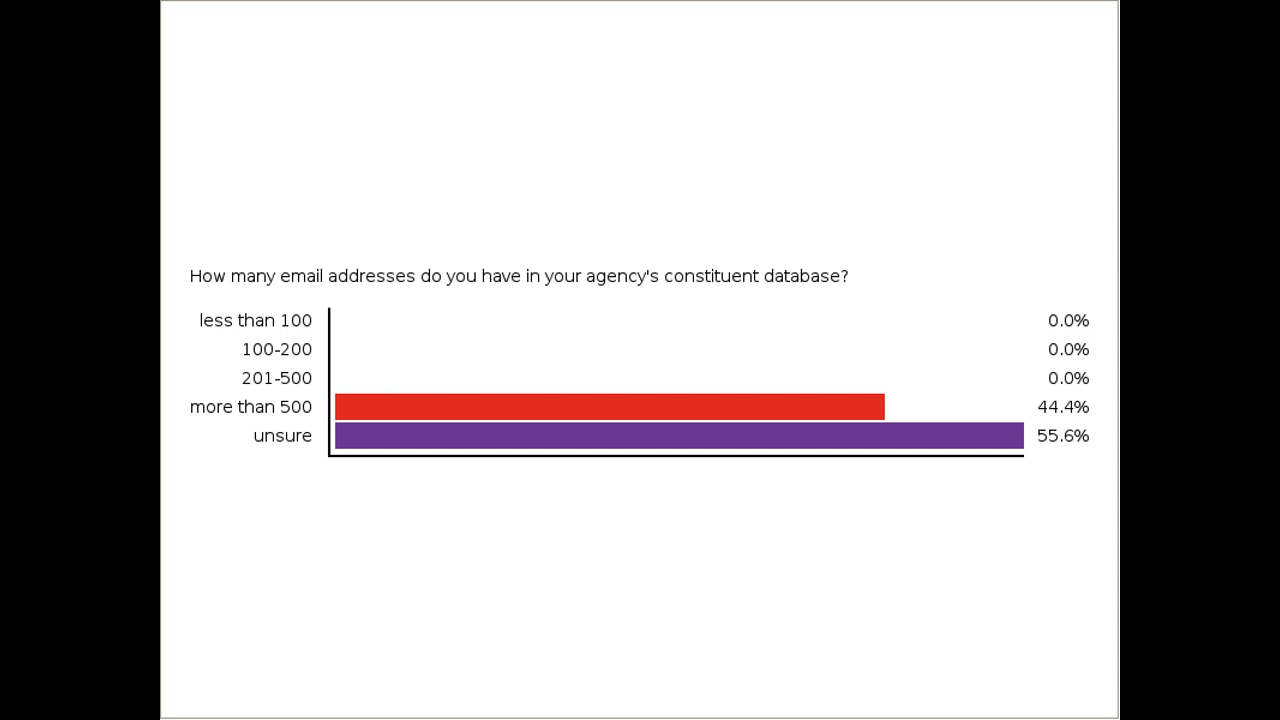 How many email addresses do you have in your agency's constituent database?
less than 100 0.0%
100-200 0.0%
201-500 0.0%
more than 500 44.4%
unsure 55.6%